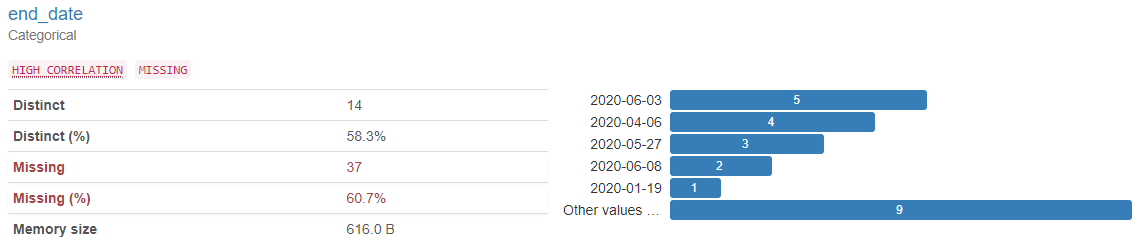 end_date
Categorical
HIGH CORRELATION MISSING
Distinct 14
Distinct (%) 58.3%
Missing 37
Missing (%) 60.7%
Memory size 616.0 B
2020-06-03 5
2020-04-06 4
2020-05-27 3
2020-06-08 2
2020-01-19 1
Other values ... 9